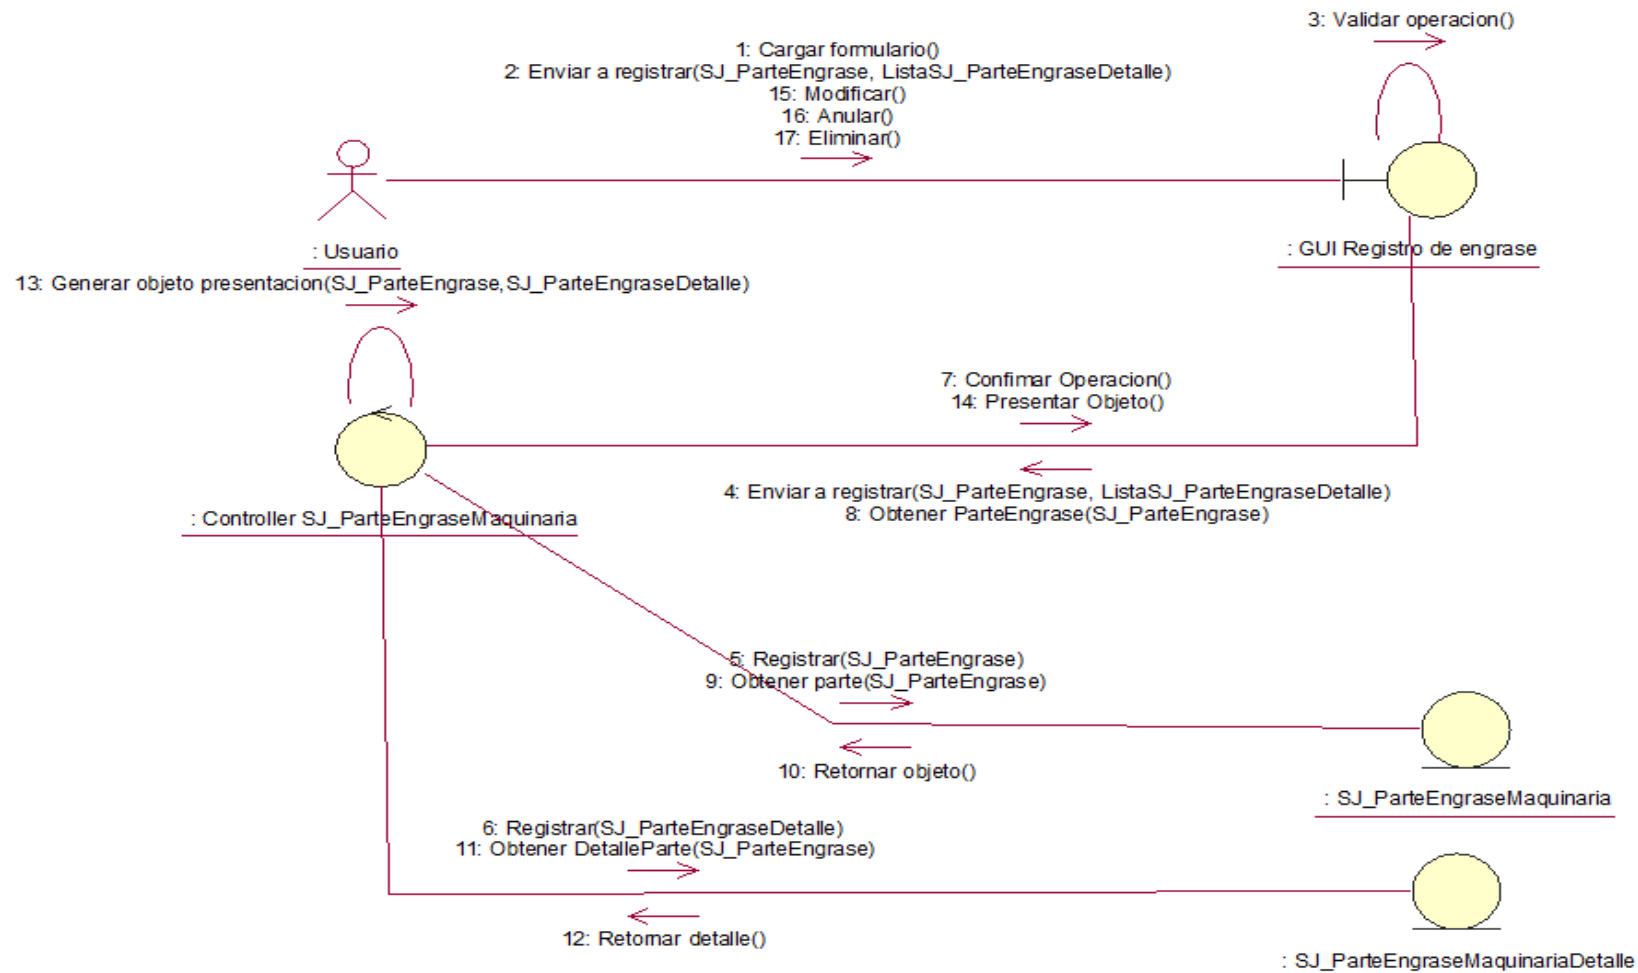 3: Validar operacion()
1: Cargar formulario()
2: Enviar a registrar(SJ_ParteEngrase, ListaSJ_ParteEngraseDetalle)
15: Modificar()
16: Anular()
17: Eliminar()
: Usuario
: GUI Registro de engrase
13: Generar objeto presentacion(SJ_ParteEngrase,SJ_ParteEngraseDetalle)
7: Confimar Operacion()
14: Presentar Objeto()
4: Enviar a registrar(SJ_ParteEngrase, ListaSJ_ParteEngraseDetalle)
8: Obtener ParteEngrase(SJ_ParteEngrase)
: Controller SJ_ParteEngraseMaquinaria
5: Registrar(SJ_ParteEngrase)
9: Obtener parte(SJ_ParteEngrase)
10: Retornar objeto()
: SJ_ParteEngraseMaquinaria
6: Registrar(SJ_ParteEngraseDetalle)
11: Obtener DetalleParte(SJ_ParteEngrase)
12: Retornar detalle()
: SJ_ParteEngraseMaquinariaDetalle